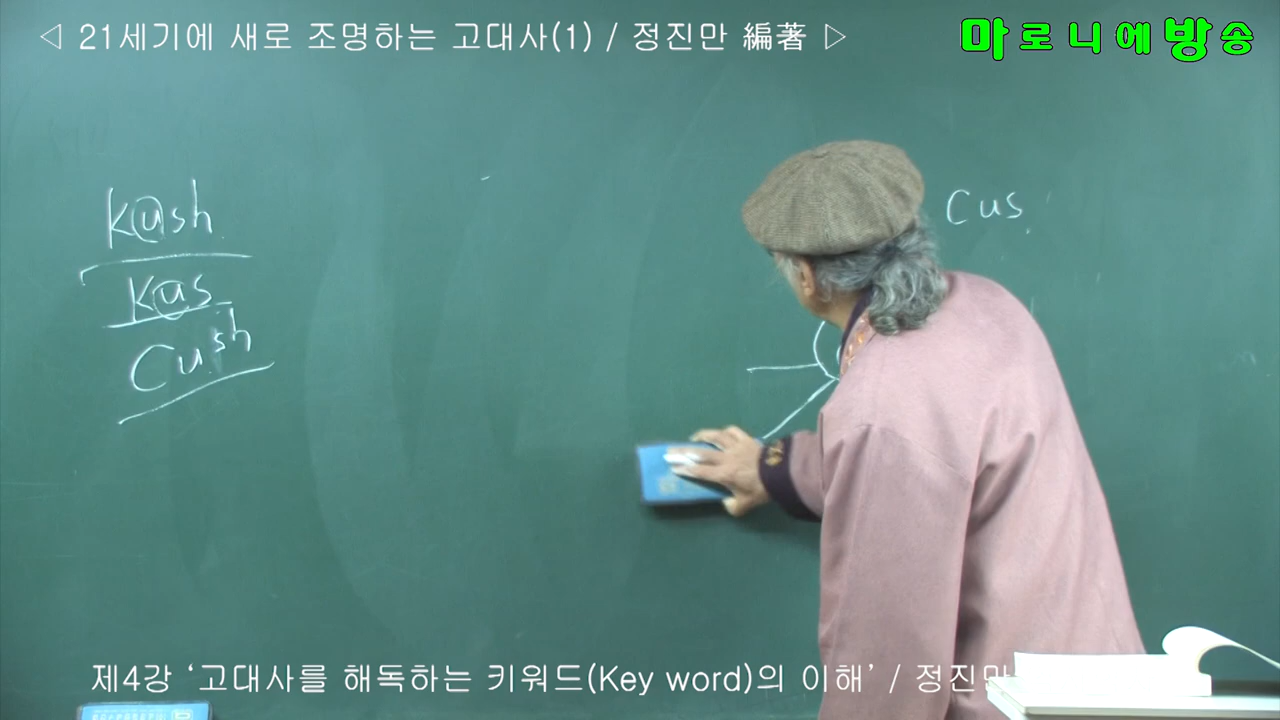 < 21세기에 새로 조명하는 고대사(1) / 정진만 編著 ▷
마로니에방송
k@sh
Cus.
k@s
Cush
제4강 ‘고대사를 해독하는 키워드(Key word)의 이해’ / 정진만